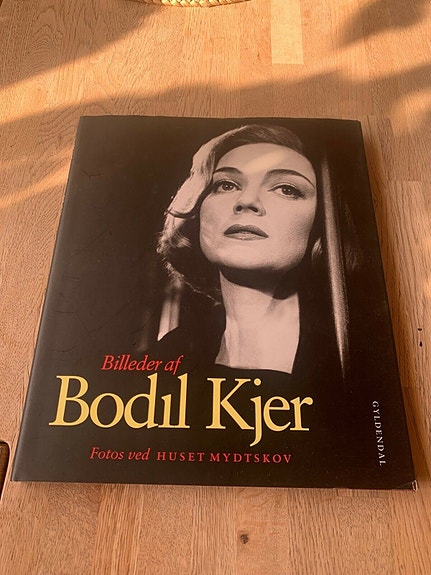 Billeder af
Bodil Kjer
Fotos ved HUSET MYDTSKOV
GYLDENDAL